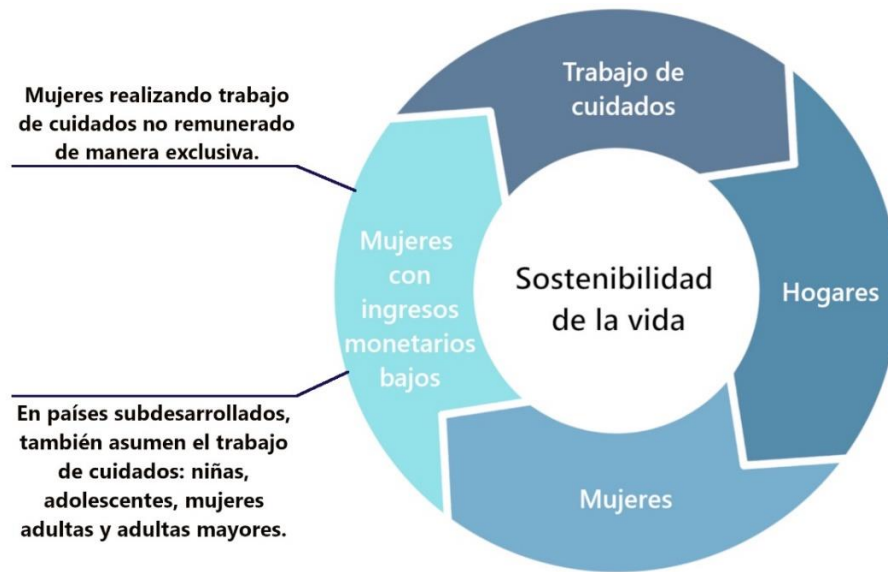 Mujeres realizando trabajo
de cuidados no remunerado
de manera exclusiva.
En países subdesarrollados,
también asumen el trabajo
de cuidados: niñas,
adolescentes, mujeres
adultas y adultas mayores.
Trabajo de
cuidados
Hogares
Mujeres
Mujeres
con
ingresos
monetarios
bajos
Sostenibilidad
de la vida